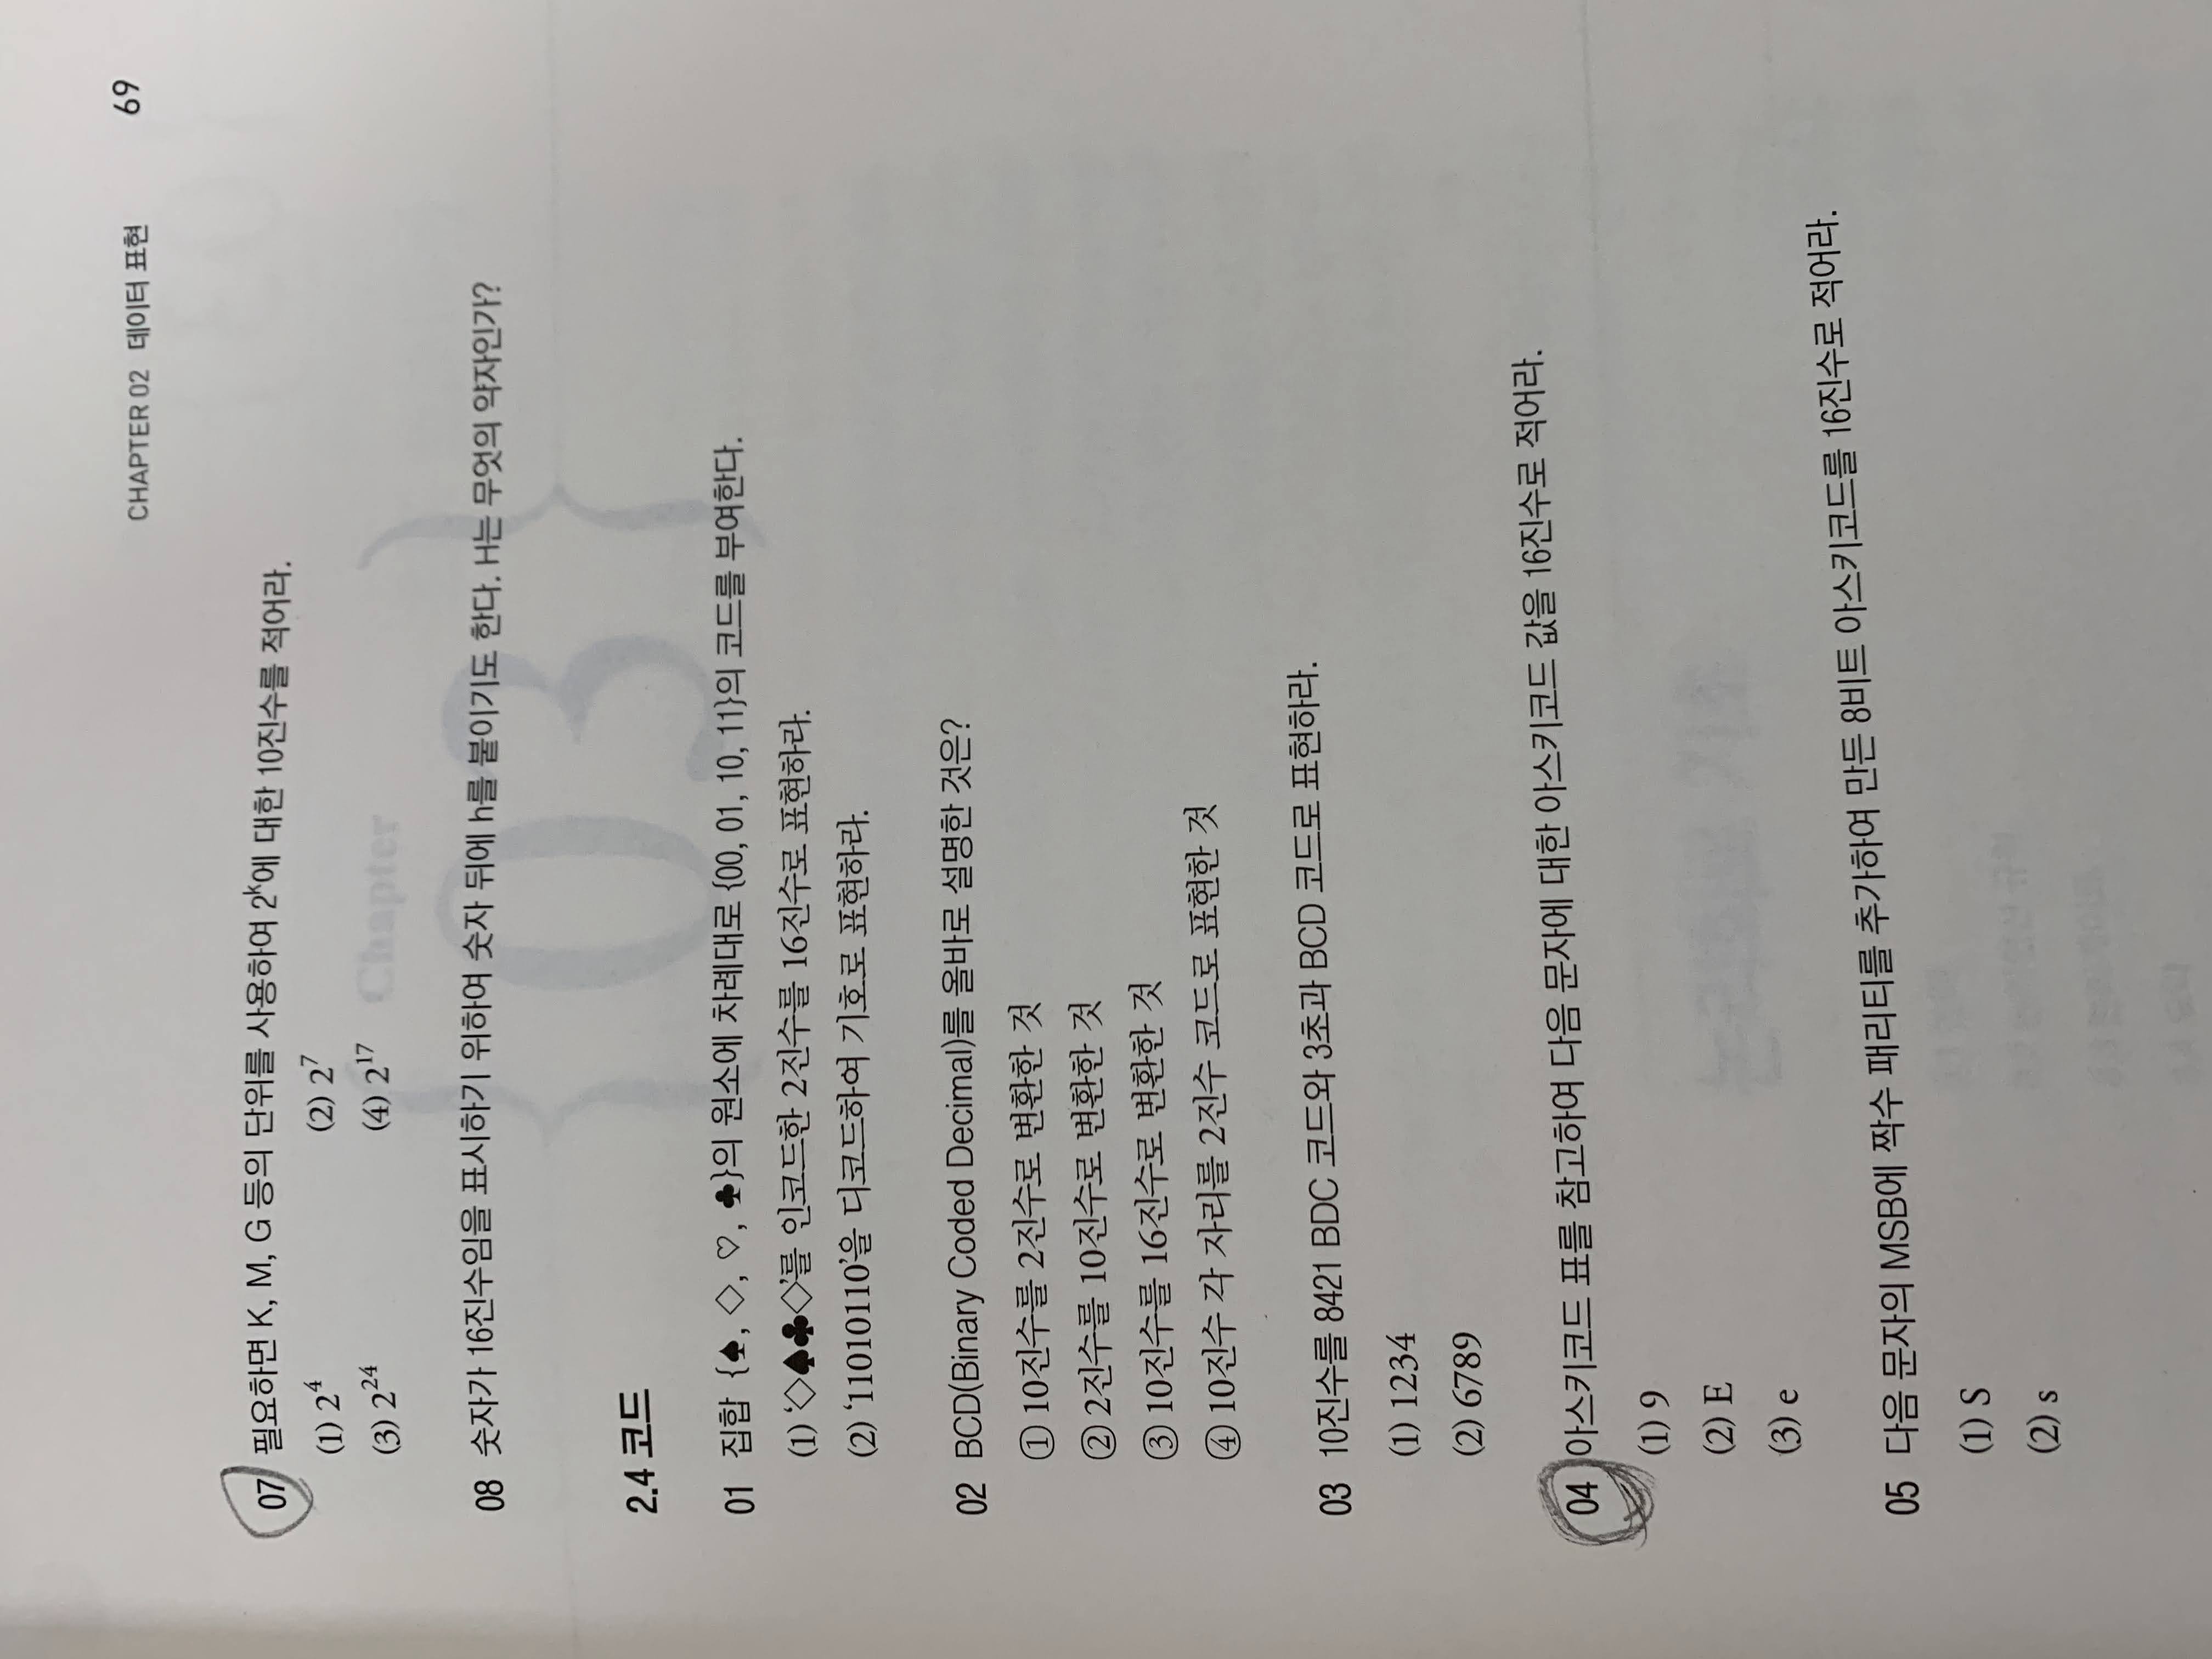 CHAPTER 02 데이터 표현 69
07 필요하면 K, M, G 등의 단위를 사용하여 2^k에 대한 10진수를 적어라.
(1) 2^4 (2) 2^7
(3) 2^24 (4) 2^17
Chapter
03
08 숫자가 16진수임을 표시하기 위하여 숫자 뒤에 h를 붙이기도 한다. H는 무엇의 약자인가?
2.4 코드
01 집합 {♠, ◇, ♡, ♣}의 원소에 차례대로 {00, 01, 10, 11}의 코드를 부여한다.
(1) ‘◇♠♣◇’를 인코드한 2진수를 16진수로 표현하라.
(2) ‘11010110’을 디코드하여 기호로 표현하라.
02 BCD(Binary Coded Decimal)를 올바로 설명한 것은?
① 10진수를 2진수로 변환한 것
② 2진수를 10진수로 변환한 것
③ 10진수를 16진수로 변환한 것
④ 10진수 각 자리를 2진수 코드로 표현한 것
03 10진수를 8421 BDC 코드와 3초과 BCD 코드로 표현하라.
(1) 1234
(2) 6789
04 아스키코드 표를 참고하여 다음 문자에 대한 아스키코드 값을 16진수로 적어라.
(1) 9
(2) E
(3) e
05 다음 문자의 MSB에 짝수 패리티를 추가하여 만든 8비트 아스키코드를 16진수로 적어라.
(1) S
(2) s